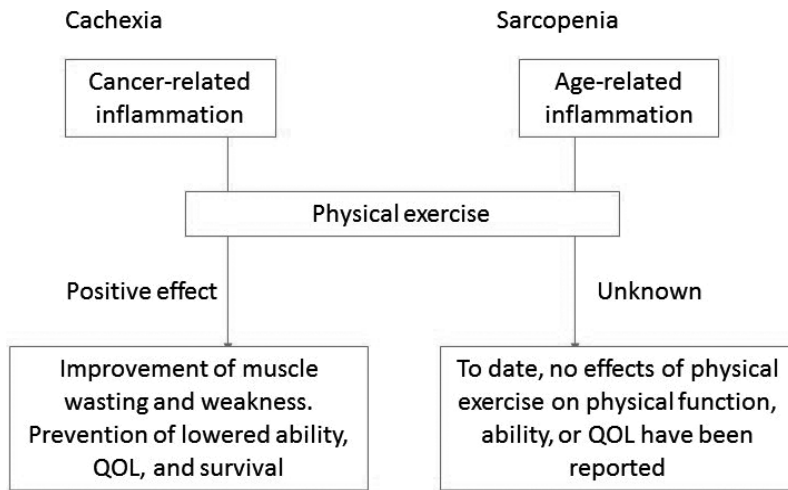 Cachexia
Sarcopenia
Cancer-related
inflammation
Age-related
inflammation
Physical exercise
Positive effect
Unknown
Improvement of muscle
wasting and weakness.
Prevention of lowered ability,
QOL, and survival
To date, no effects of physical
exercise on physical function,
ability, or QOL have been
reported